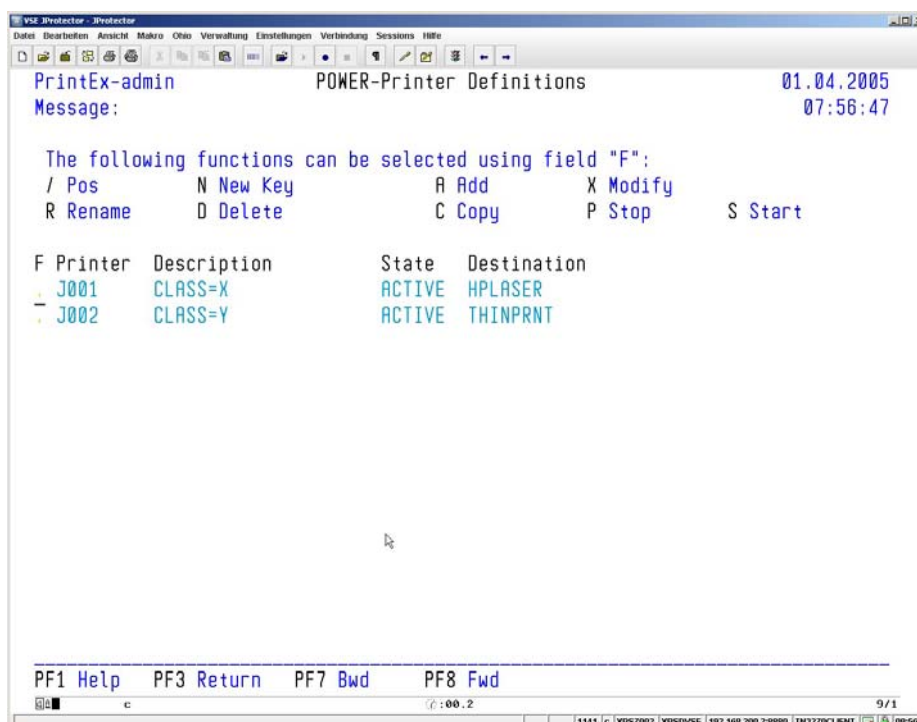 VSE JProtector - JProtector
Datei Bearbeiten Ansicht Makro Ohio Verwaltung Einstellungen Verbindung Sessions Hilfe
PrintEx-admin POWER-Printer Definitions 01.04.2005
Message: 07:56:47
The following functions can be selected using field "F":
/ Pos N New Key A Add X Modify
R Rename D Delete C Copy P Stop S Start
F Printer Description State Destination
. J001 CLASS=X ACTIVE HPLASER
. J002 CLASS=Y ACTIVE THINPRNT
PF1 Help PF3 Return PF7 Bwd PF8 Fwd
c :00.2 9/1
1141 c